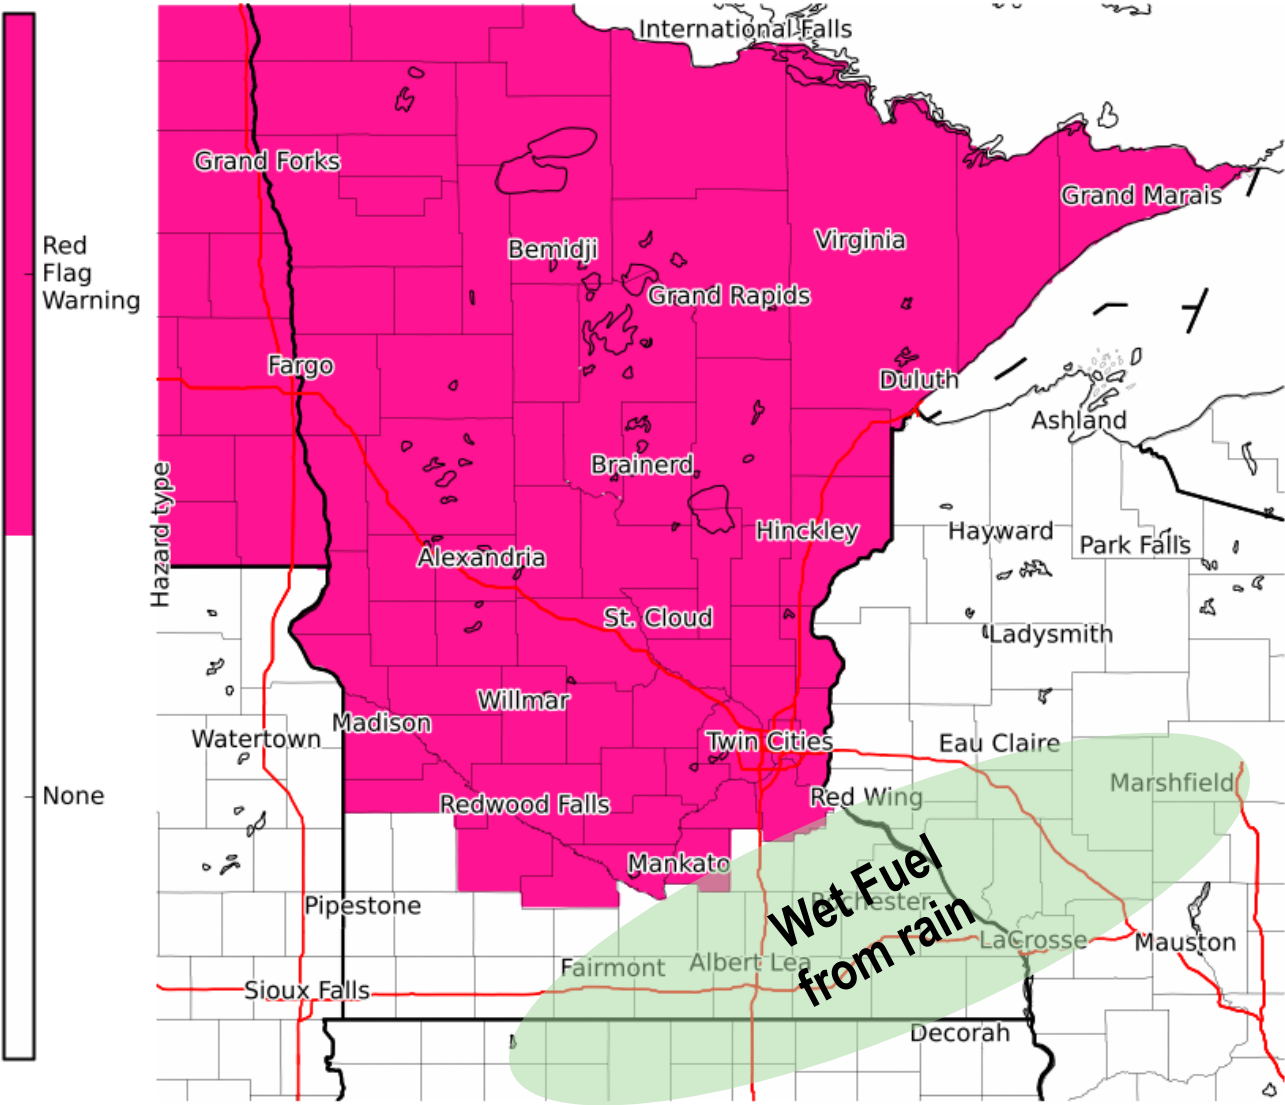 International Falls
Grand Forks
Grand Marais
Bemidji
Virginia
Red
Flag
Warning
Grand Rapids
Fargo
Duluth
Ashland
Brainerd
Hazard type
Hinckley
Hayward
Park Falls
Alexandria
St. Cloud
Ladysmith
Willmar
Madison
Watertown
Twin Cities
Eau Claire
Marshfield
None
Redwood Falls
Red Wing
Mankato
Wet Fuel
from rain
Pipestone
Rochester
LaCrosse
Mauston
Fairmont
Albert Lea
Sioux Falls
Decorah